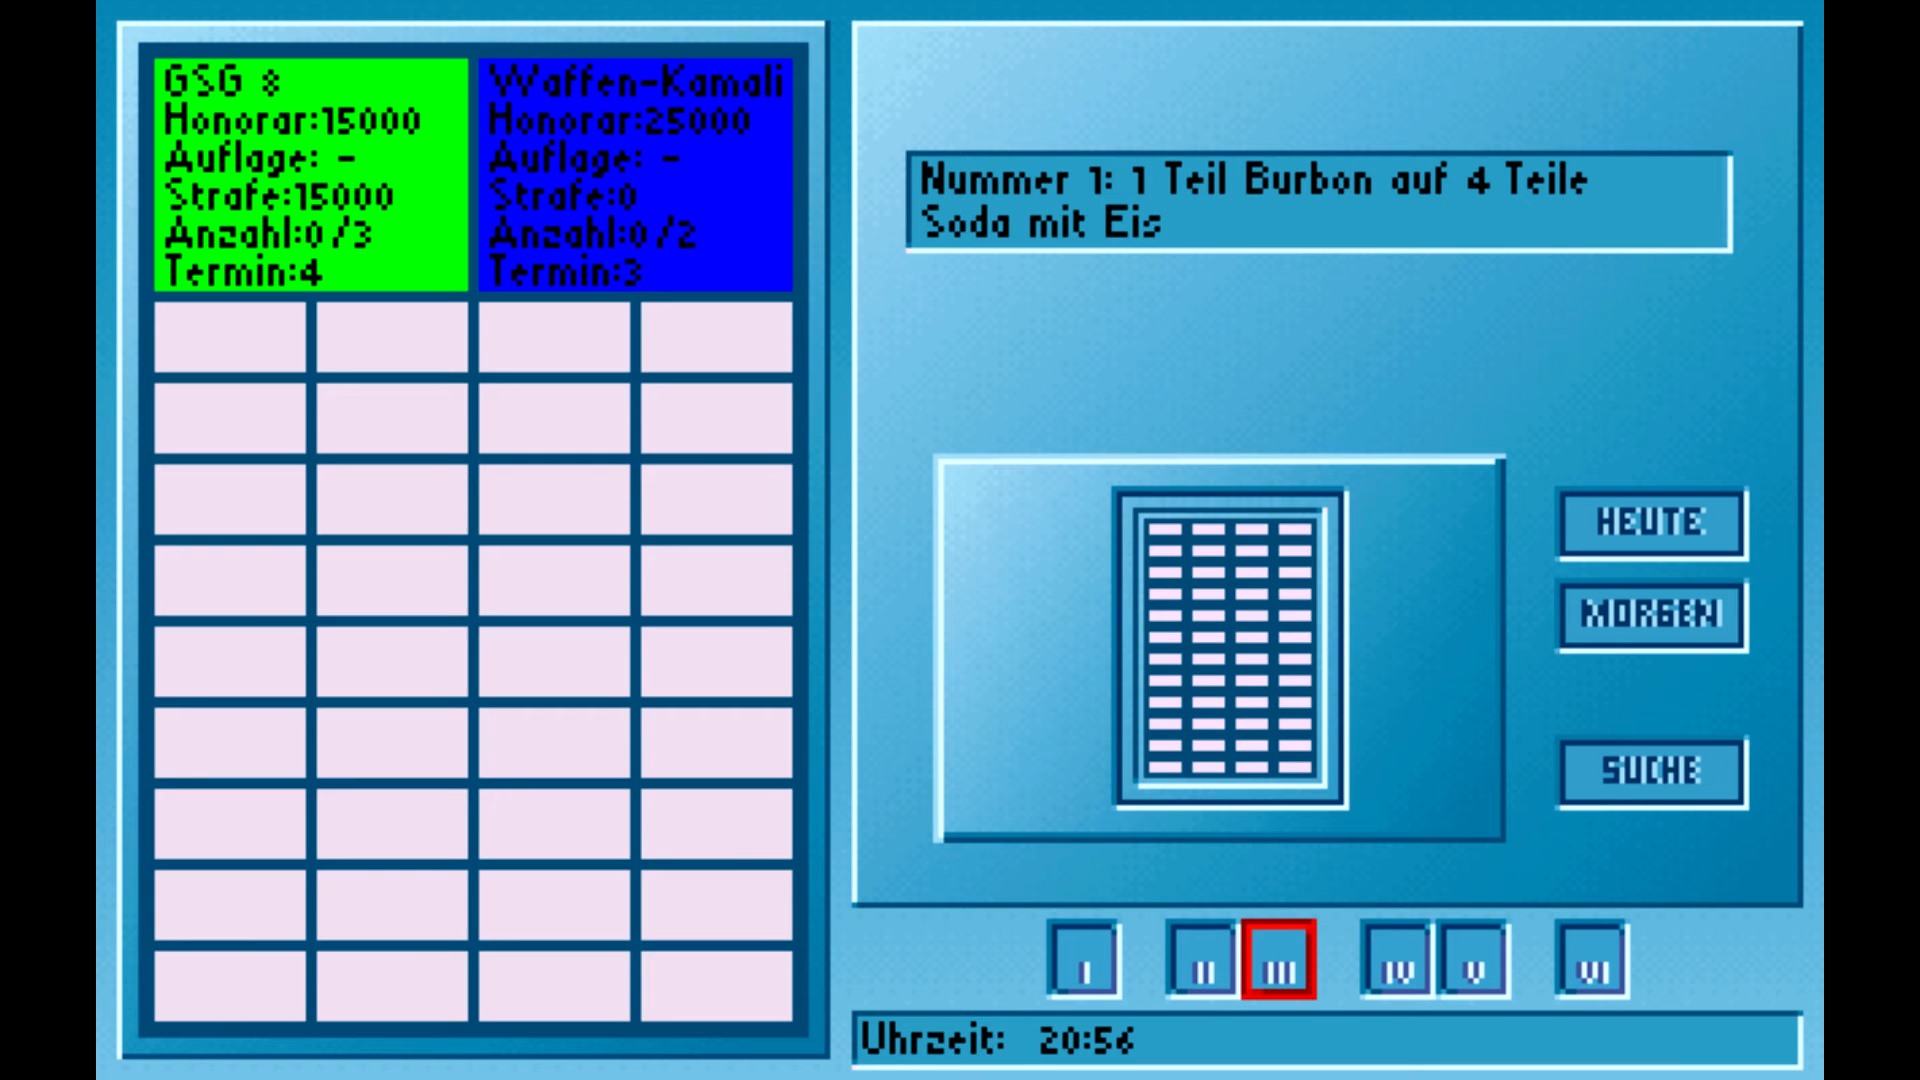 GSG 8
Honorar:15000
Auflage: -
Strafe:15000
Anzahl:0/3
Termin:4
Waffen-Kamali
Honorar:25000
Auflage: -
Strafe:0
Anzahl:0/2
Termin:3
Nummer 1: 1 Teil Burbon auf 4 Teile
Soda mit Eis
HEUTE
MORGEN
SUCHE
I II III IV V VI
Uhrzeit: 20:56